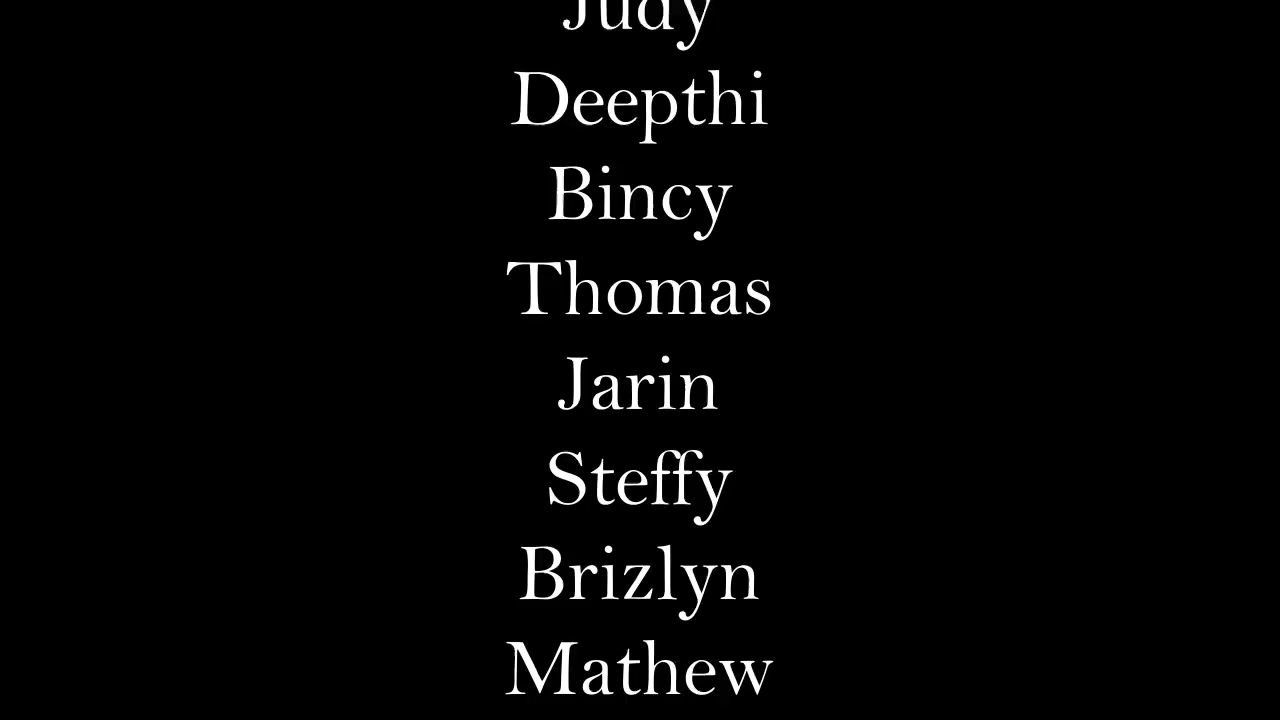 Judy
Deepthi
Bincy
Thomas
Jarin
Steffy
Brizlyn
Mathew